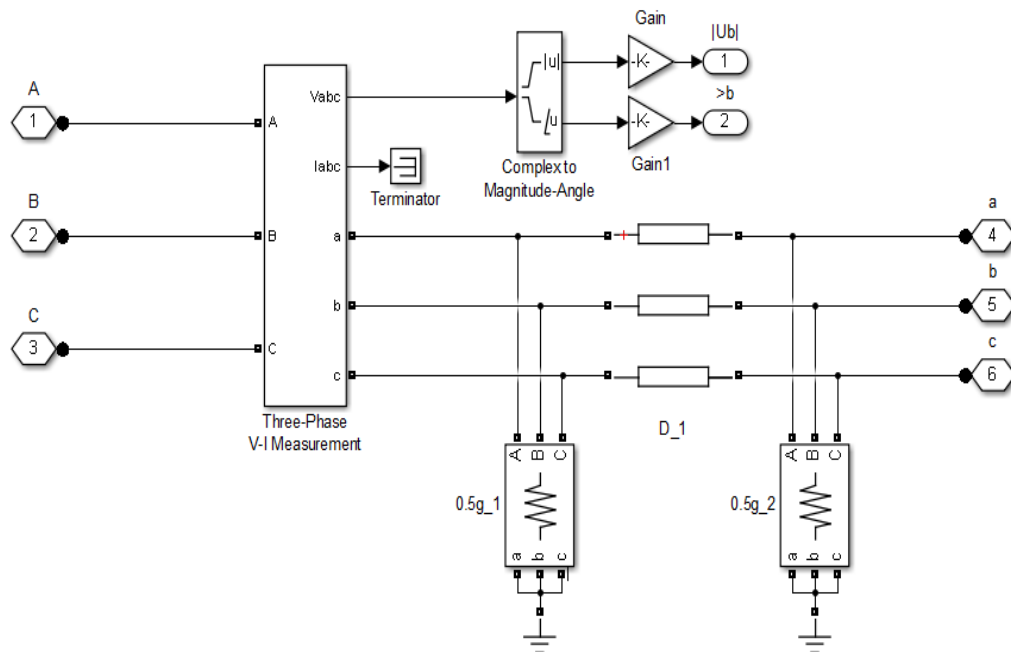 Gain
|Ub|
-K-
1
|u|
A
1
A
Vabc
>b
-K-
2
∠u
Gain1
Complex to
Magnitude-Angle
Iabc
Terminator
B
2
B
a
a
4
b
b
5
C
3
C
c
c
6
Three-Phase
V-I Measurement
D_1
A B C
0.5g_1
a b c
A B C
0.5g_2
a b c